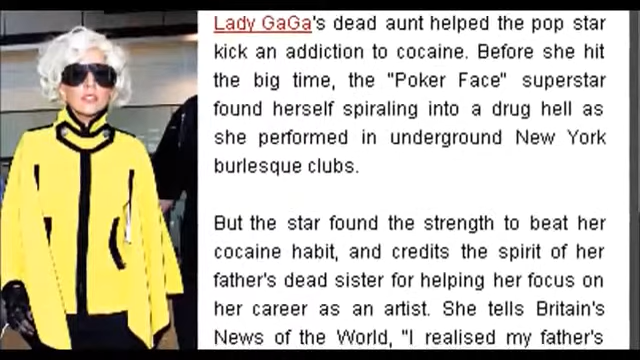 Lady GaGa's dead aunt helped the pop star
kick an addiction to cocaine. Before she hit
the big time, the "Poker Face" superstar
found herself spiraling into a drug hell as
she performed in underground New York
burlesque clubs.
But the star found the strength to beat her
cocaine habit, and credits the spirit of her
father's dead sister for helping her focus on
her career as an artist. She tells Britain's
News of the World, "I realised my father's